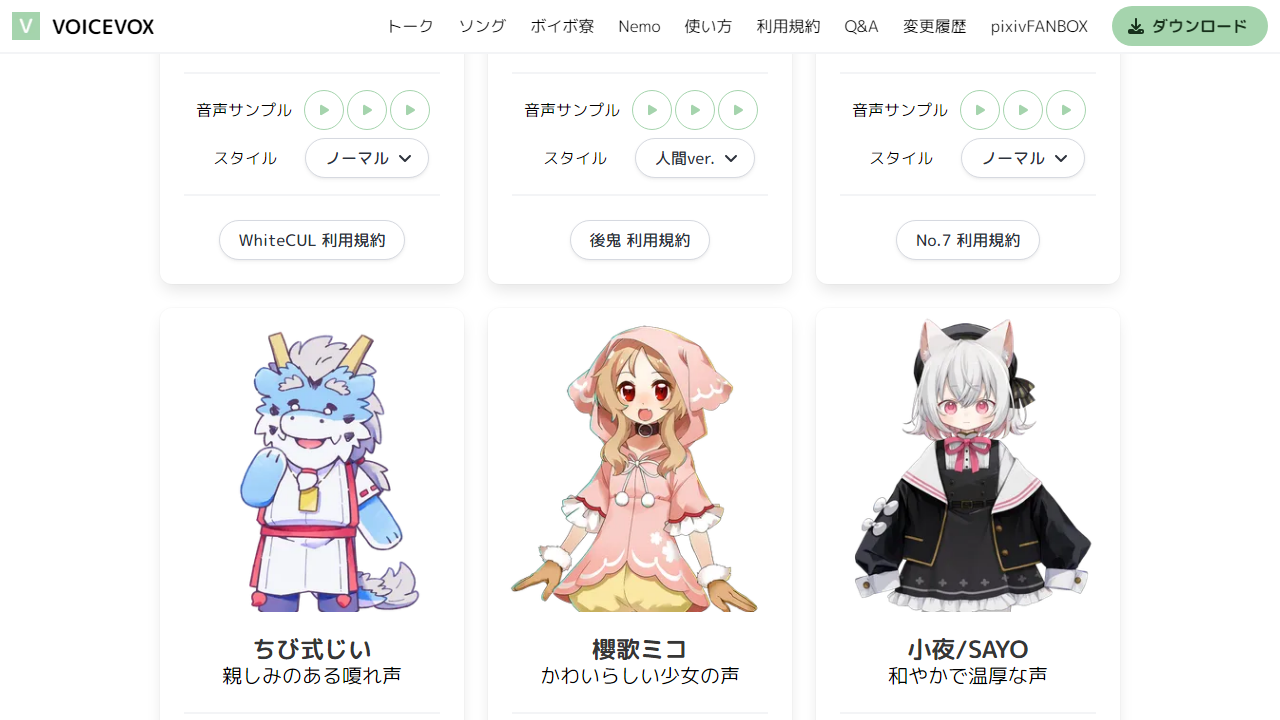 V VOICEVOX トーク ソング ボイボ寮 Nemo 使い方 利用規約 Q&A 変更履歴 pixivFANBOX ダウンロード
音声サンプル
スタイル ノーマル
WhiteCUL 利用規約
音声サンプル
スタイル 人間ver.
後鬼 利用規約
音声サンプル
スタイル ノーマル
No.7 利用規約
ちび式じい
親しみのある嗄れ声
櫻歌ミコ
かわいらしい少女の声
小夜/SAYO
和やかで温厚な声